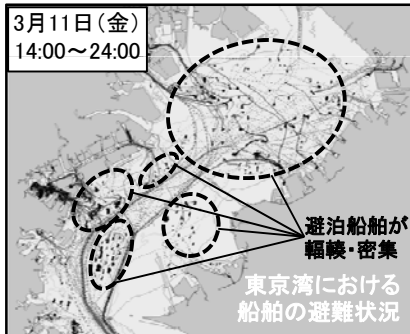 3月11日(金)
14:00～24:00
避泊船舶が
輻輳・密集
東京湾における
船舶の避難状況